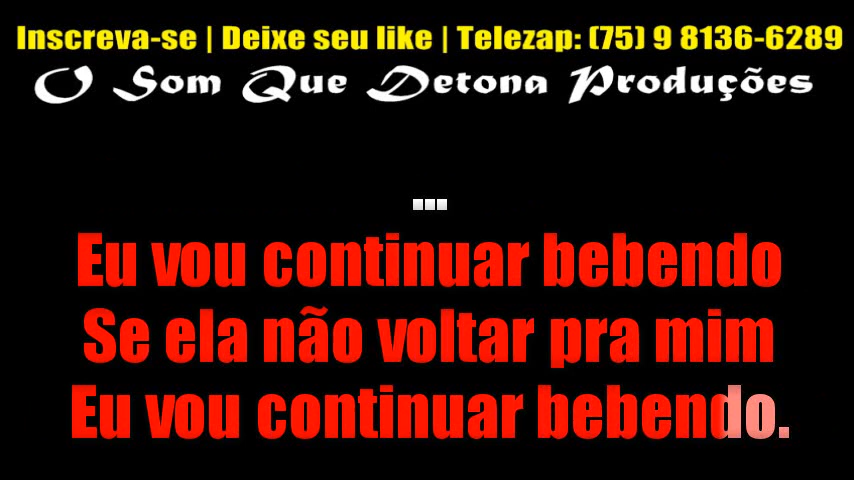 Inscreva-se | Deixe seu like | Telezap: (75) 9 8136-6289
O Som Que Detona Produções
...
Eu vou continuar bebendo
Se ela não voltar pra mim
Eu vou continuar bebendo.